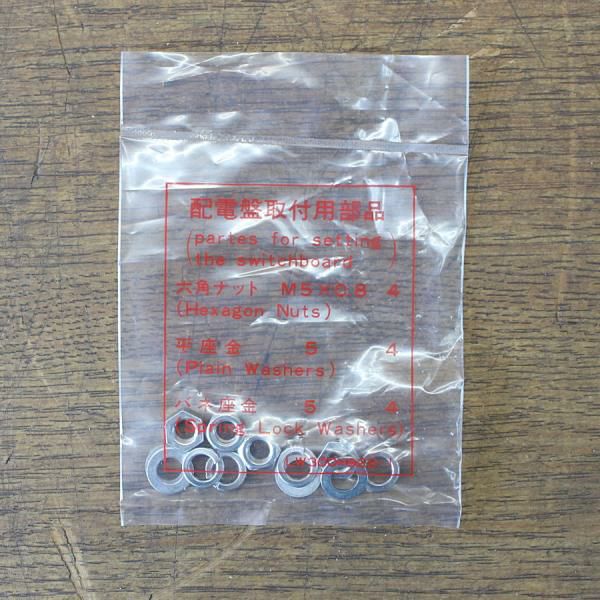 配電盤取付用部品
(partes for setting
the switchboard)
六角ナット M5×0.8 4
(Hexagon Nuts)
平座金 5 4
(Plain Washers)
バネ座金 5 4
(Spring Lock Washers)